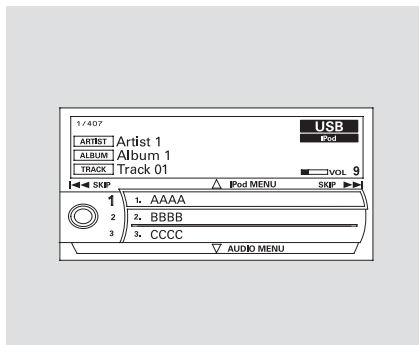 1/407 USB
iPod
ARTIST Artist 1
ALBUM Album 1
TRACK Track 01 VOL 9
SKIP iPod MENU SKIP
1 1. AAAA
2 2. BBBB
3 3. CCCC
AUDIO MENU